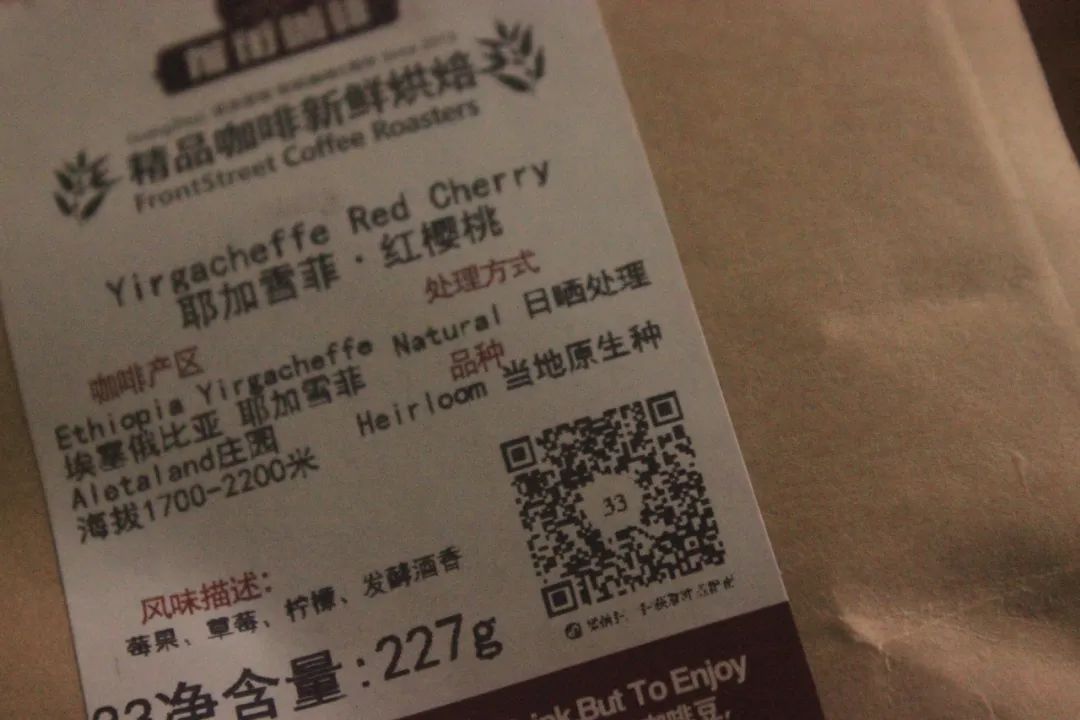 精品咖啡新鲜烘焙
FrontStreet Coffee Roasters
Yirgacheffe Red Cherry
耶加雪菲·红樱桃
处理方式
Natural 日晒处理
咖啡产区
Ethiopia Yirgacheffe
埃塞俄比亚 耶加雪菲
Aletaland庄园
海拔1700-2200米
品种
Heirloom 当地原生种
33
风味描述:
莓果、草莓、柠檬、发酵酒香
净含量:227g
But To Enjoy
咖啡豆,